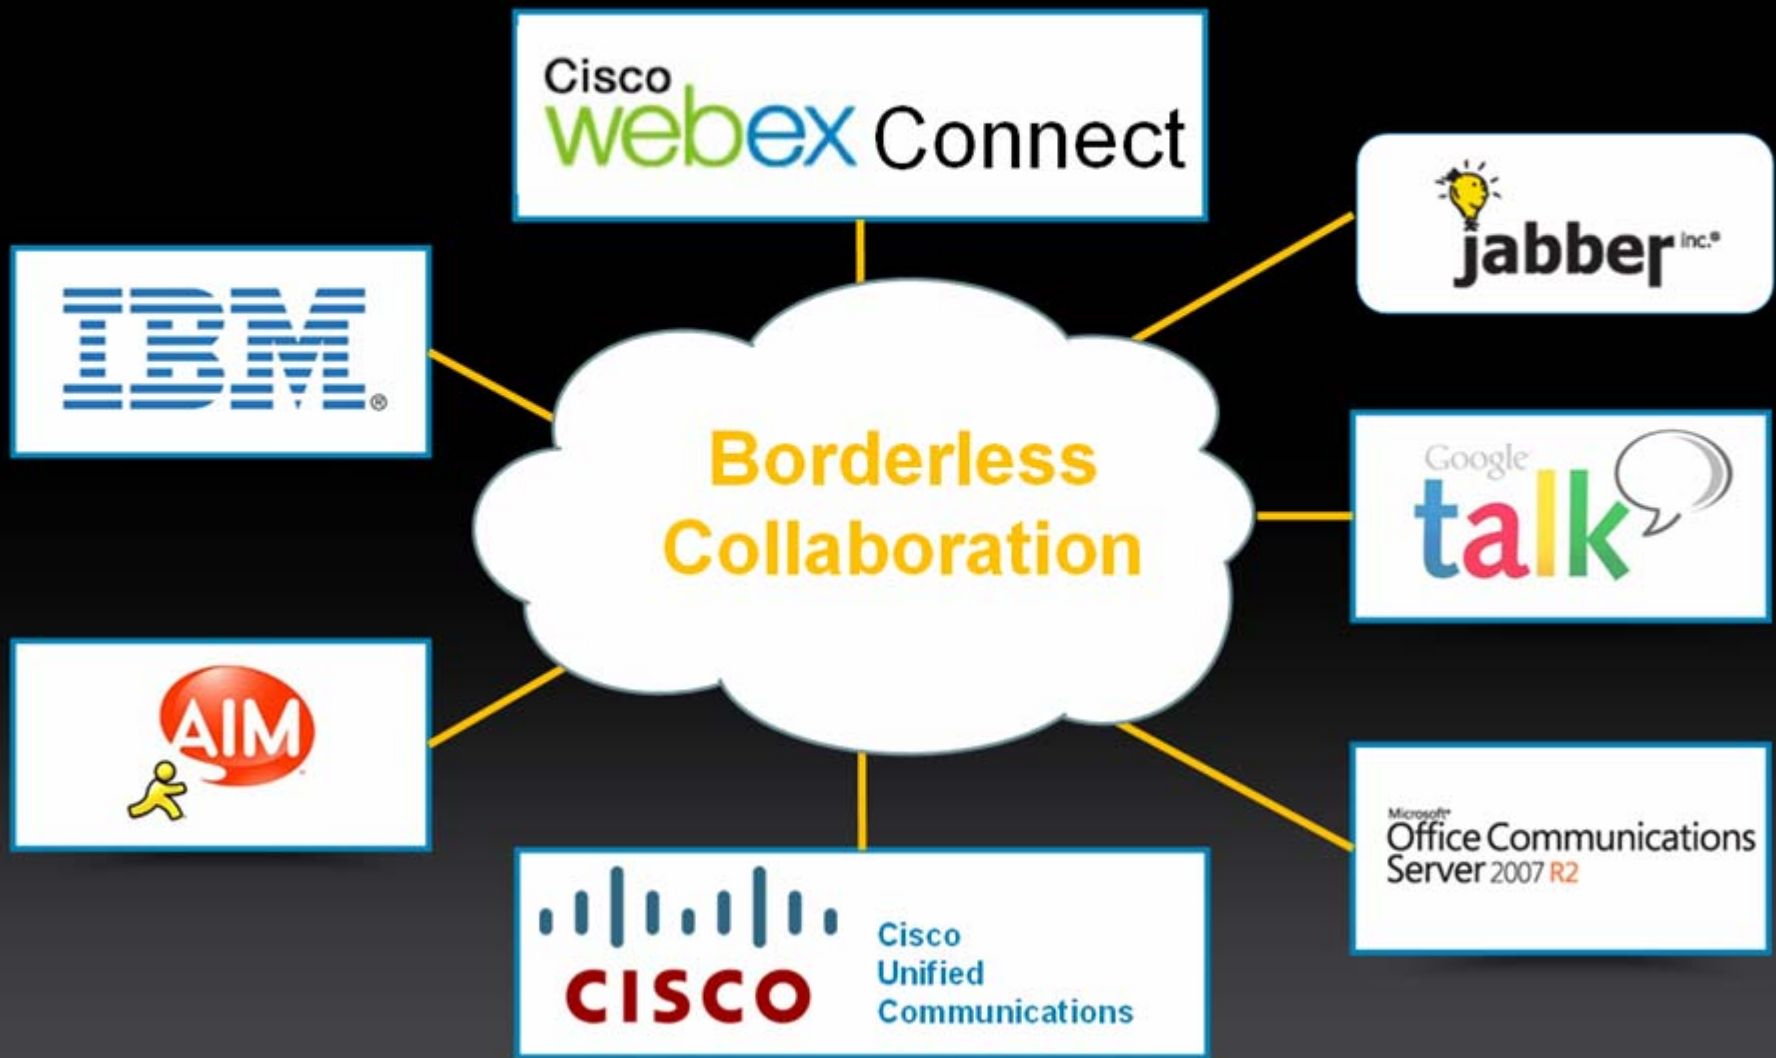 Cisco
webex Connect
jabber inc.®
IBM®
Borderless
Collaboration
Google
talk
AIM
Microsoft®
Office Communications
Server 2007 R2
CISCO
Cisco
Unified
Communications